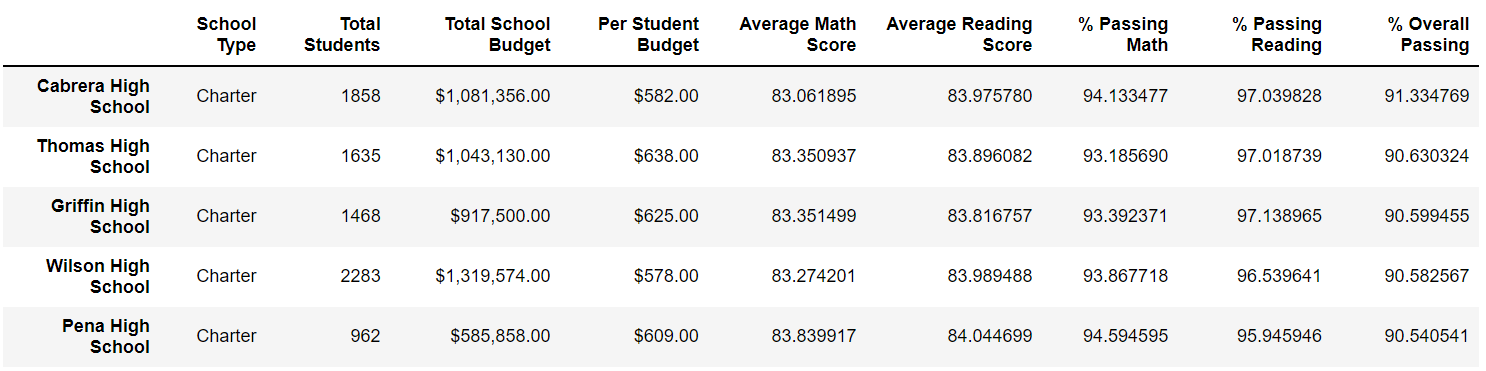 School Type Total Students Total School Budget Per Student Budget Average Math Score Average Reading Score % Passing Math % Passing Reading % Overall Passing
Cabrera High School Charter 1858 $1,081,356.00 $582.00 83.061895 83.975780 94.133477 97.039828 91.334769
Thomas High School Charter 1635 $1,043,130.00 $638.00 83.350937 83.896082 93.185690 97.018739 90.630324
Griffin High School Charter 1468 $917,500.00 $625.00 83.351499 83.816757 93.392371 97.138965 90.599455
Wilson High School Charter 2283 $1,319,574.00 $578.00 83.274201 83.989488 93.867718 96.539641 90.582567
Pena High School Charter 962 $585,858.00 $609.00 83.839917 84.044699 94.594595 95.945946 90.540541